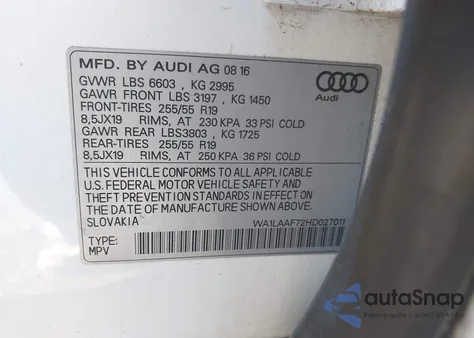 MFD. BY AUDI AG 08 16
GVWR LBS 6603, KG 2995
GAWR FRONT LBS 3197, KG 1450
FRONT-TIRES 255/55 R19
8,5JX19 RIMS, AT 230 KPA 33 PSI COLD
GAWR REAR LBS3803, KG 1725
REAR-TIRES 255/55 R19
8,5JX19 RIMS, AT 250 KPA 36 PSI COLD
Audi
THIS VEHICLE CONFORMS TO ALL APPLICABLE
U.S. FEDERAL MOTOR VEHICLE SAFETY AND
THEFT PREVENTION STANDARDS IN EFFECT ON
THE DATE OF MANUFACTURE SHOWN ABOVE.
SLOVAKIA WA1LAAF72HD027011
TYPE:
MPV
autoSnap